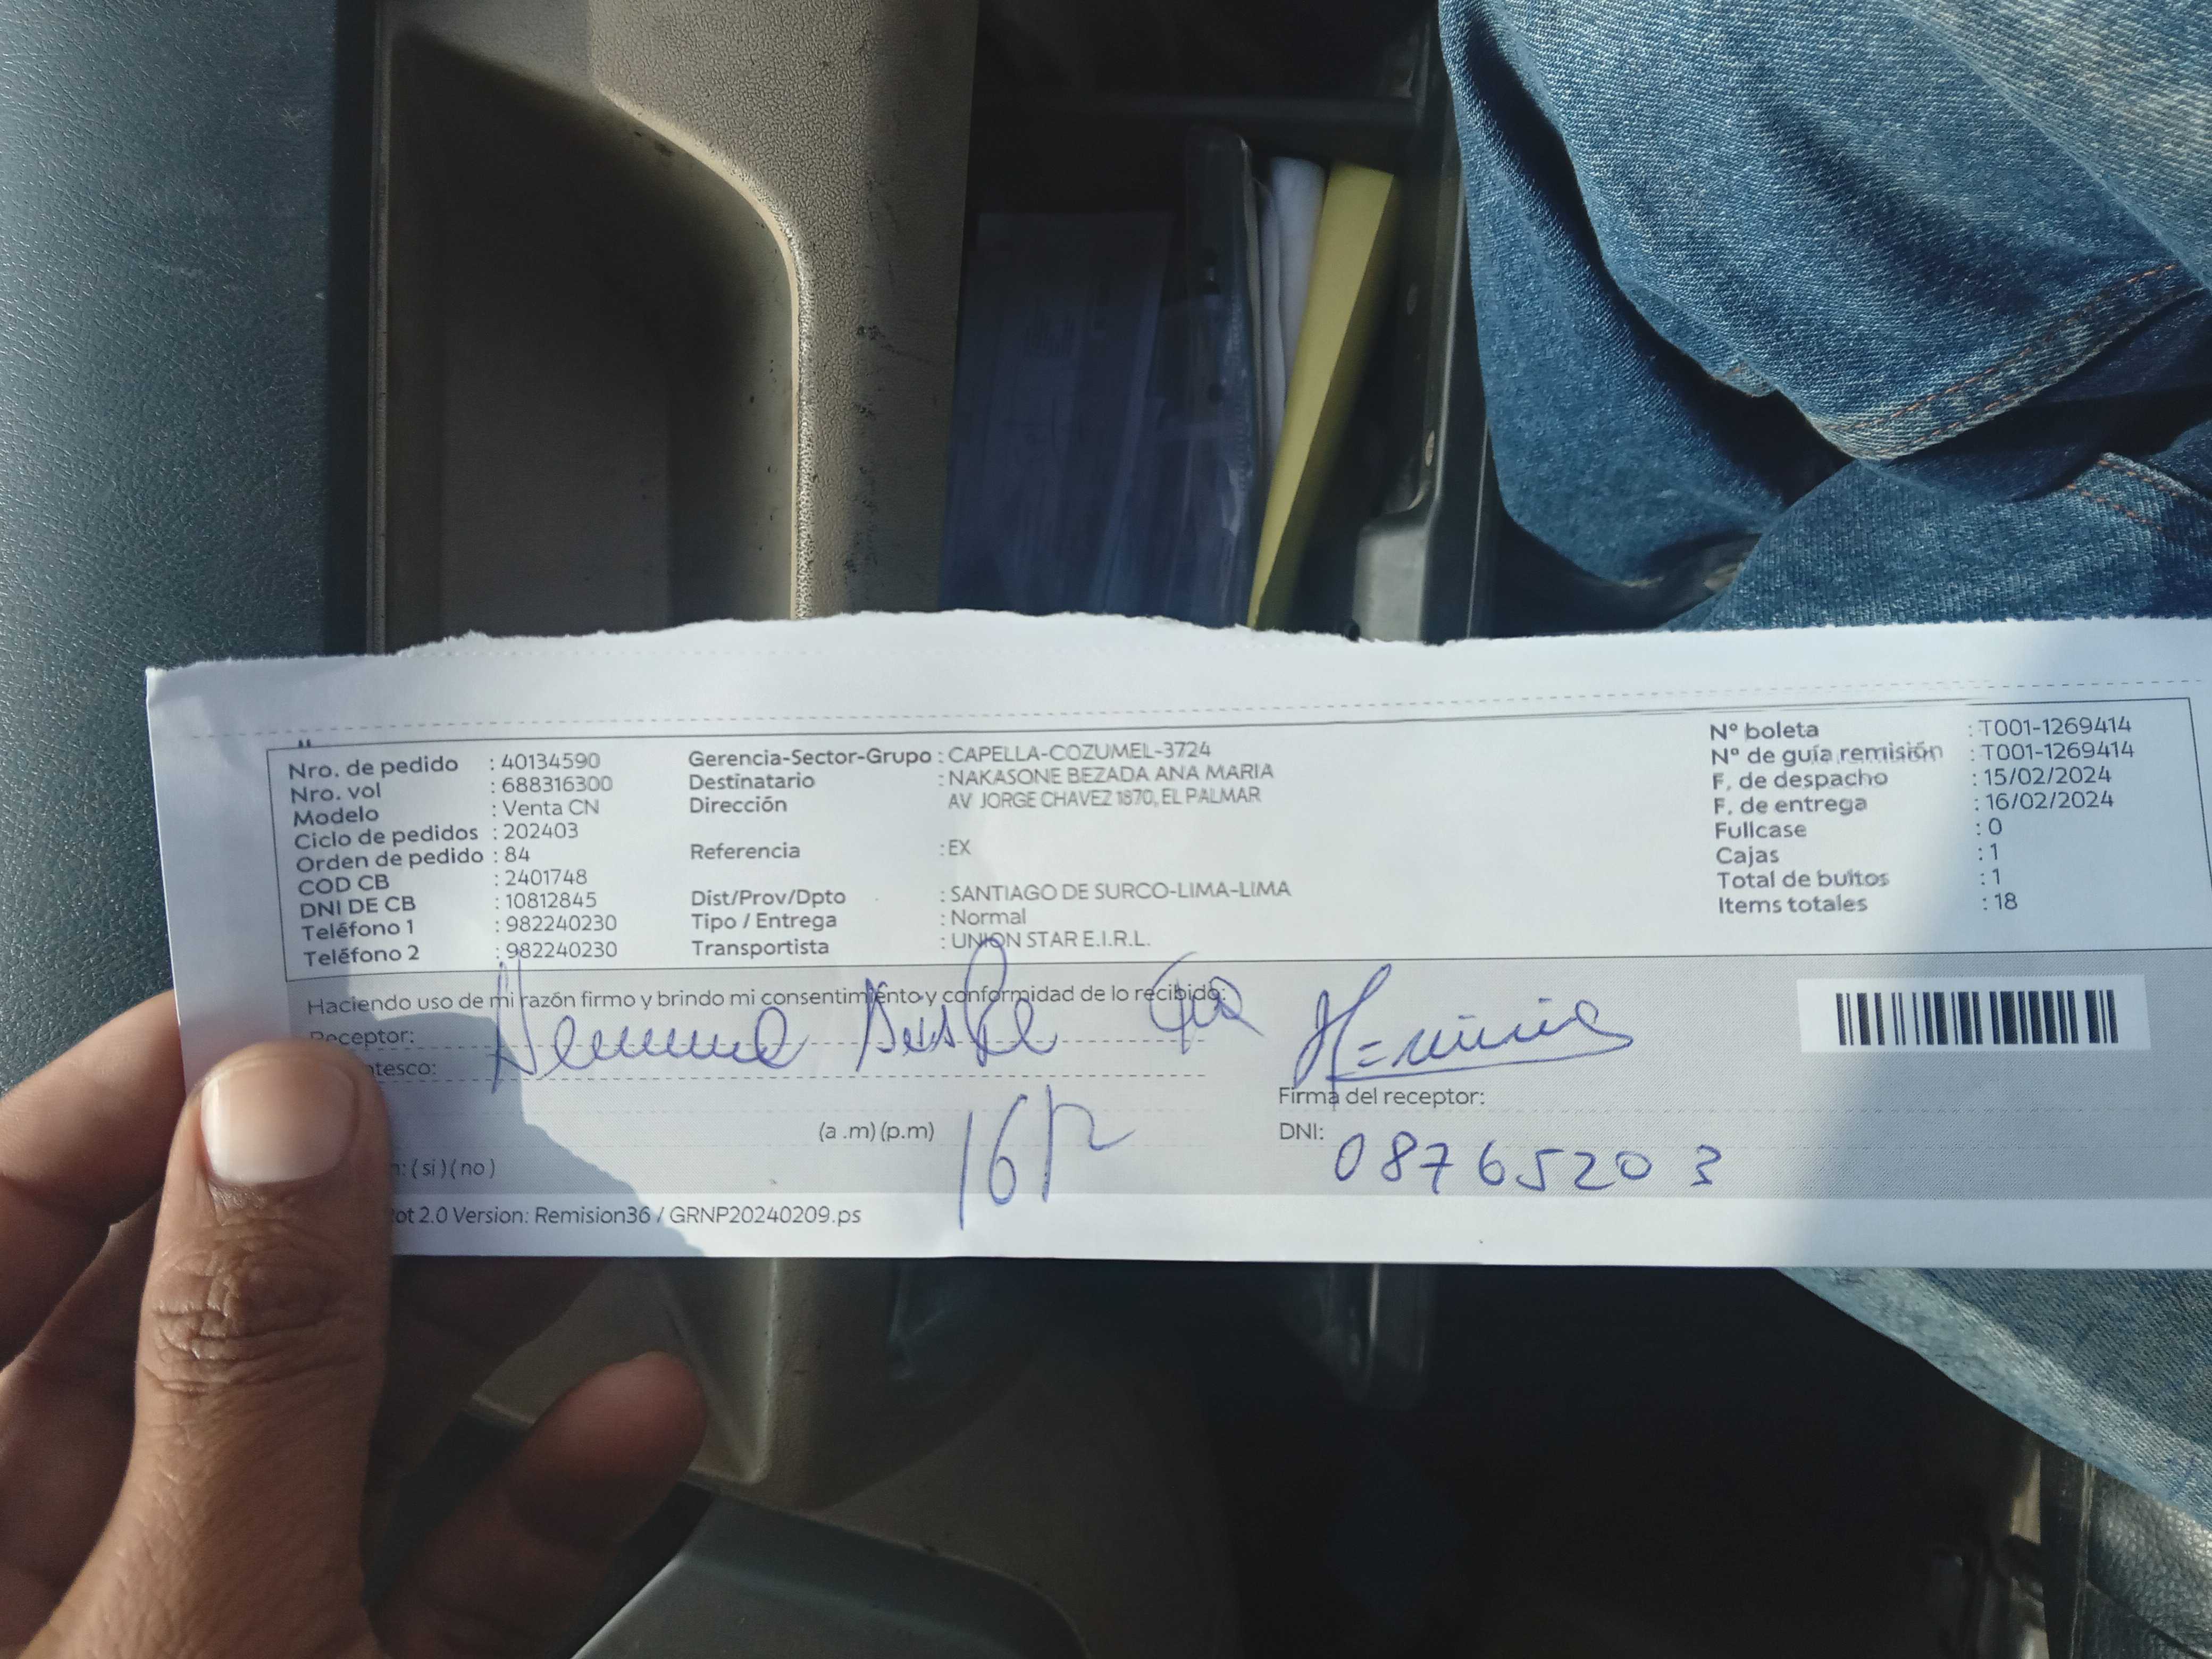 Nro. de pedido : 40134590 Gerencia-Sector-Grupo : CAPELLA-COZUMEL-3724 N° boleta : T001-1269414
Nro. vol : 688316300 Destinatario : NAKASONE BEZADA ANA MARIA N° de guía remisión : T001-1269414
Modelo : Venta CN Dirección AV JORGE CHAVEZ 1870, EL PALMAR F. de despacho : 15/02/2024
Ciclo de pedidos : 202403 F. de entrega : 16/02/2024
Orden de pedido : 84 Referencia : EX Fullcase : 0
COD CB : 2401748 Cajas : 1
DNI DE CB : 10812845 Dist/Prov/Dpto : SANTIAGO DE SURCO-LIMA-LIMA Total de bultos : 1
Teléfono 1 : 982240230 Tipo / Entrega : Normal Items totales : 18
Teléfono 2 : 982240230 Transportista : UNION STAR E.I.R.L.
Haciendo uso de mi razón firmo y brindo mi consentimiento y conformidad de lo recibido:
Receptor:
Firma del receptor:
(a .m) (p.m) DNI: 08765203
( si ) ( no )
2.0 Version: Remision36 / GRNP20240209.ps